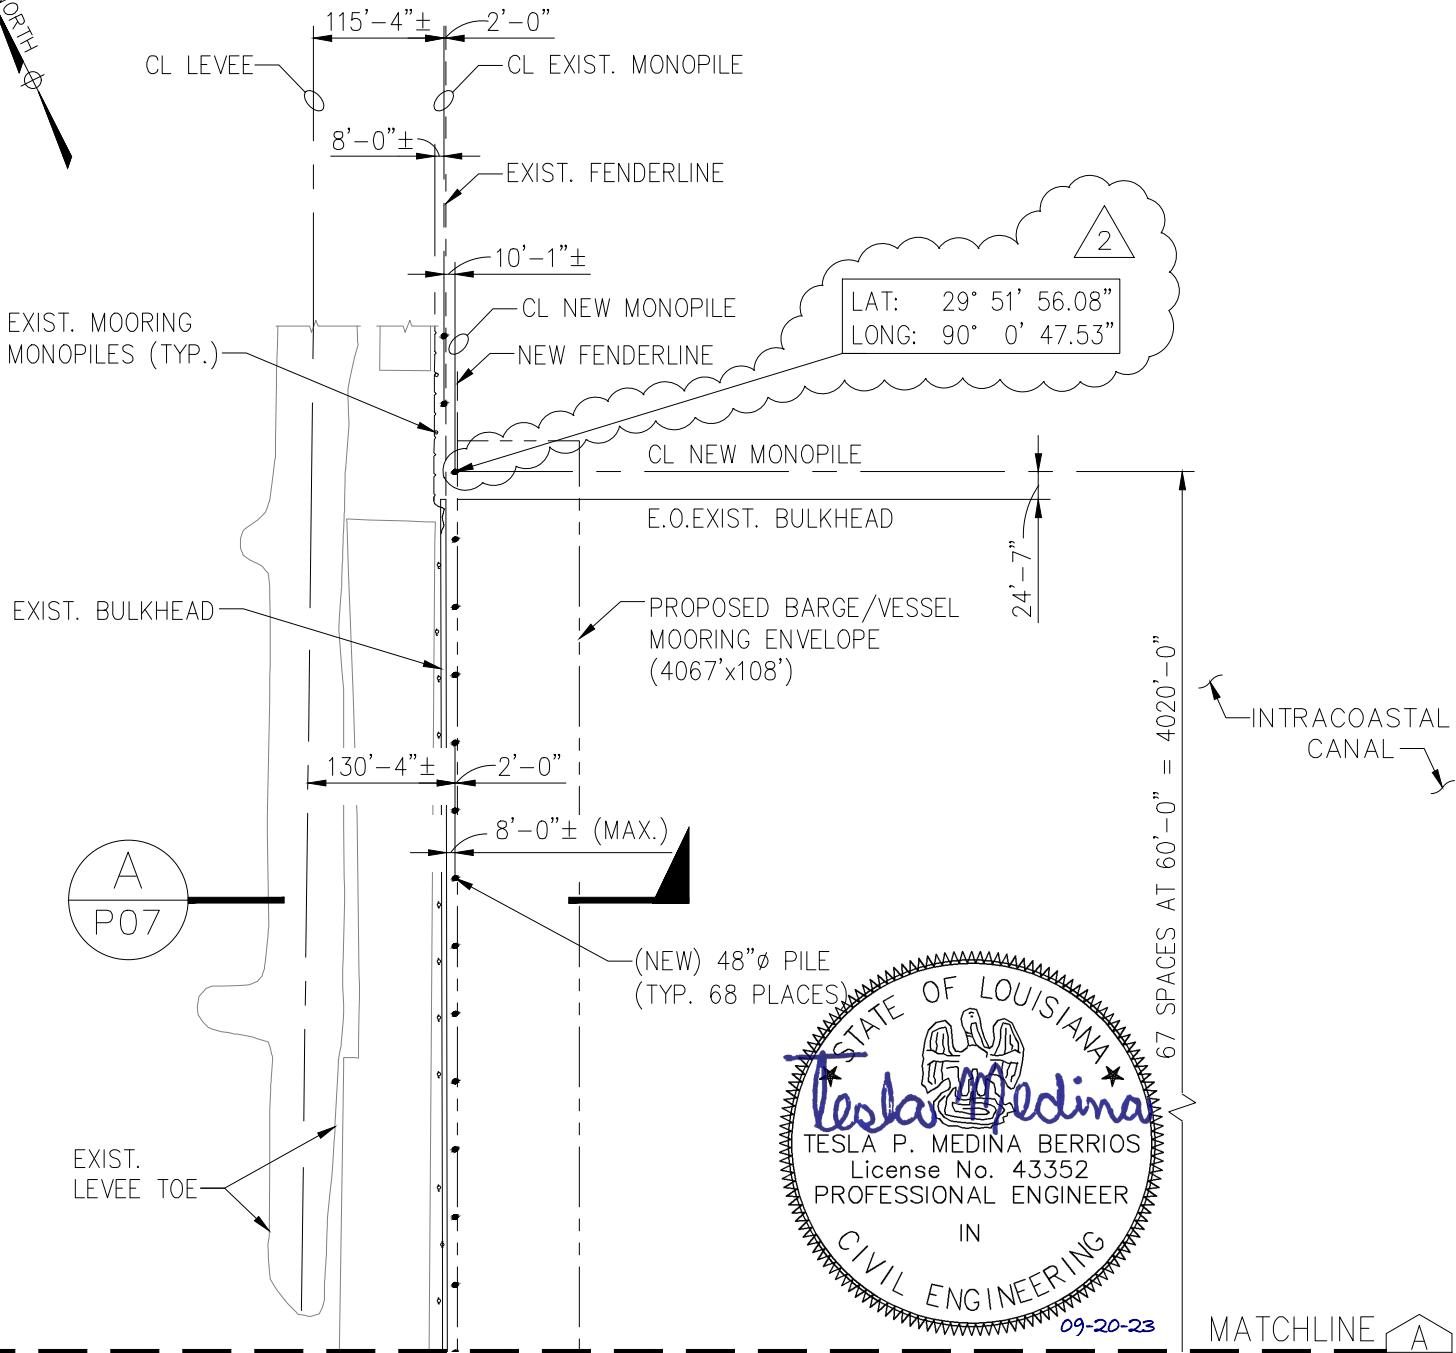 NORTH
115'-4"±
2'-0"
CL LEVEE
CL EXIST. MONOPILE
8'-0"±
EXIST. FENDERLINE
2
10'-1"±
LAT: 29° 51' 56.08"
LONG: 90° 0' 47.53"
CL NEW MONOPILE
EXIST. MOORING
MONOPILES (TYP.)
NEW FENDERLINE
CL NEW MONOPILE
E.O.EXIST. BULKHEAD
24'-7"
EXIST. BULKHEAD
PROPOSED BARGE/VESSEL
MOORING ENVELOPE
(4067'x108')
67 SPACES AT 60'-0" = 4020'-0"
INTRACOASTAL
CANAL
130'-4"±
2'-0"
8'-0"± (MAX.)
A
P07
(NEW) 48"ø PILE
(TYP. 68 PLACES)
STATE OF LOUISIANA
Tesla Medina
TESLA P. MEDINA BERRIOS
License No. 43352
PROFESSIONAL ENGINEER
IN
CIVIL ENGINEERING
09-20-23
EXIST.
LEVEE TOE
MATCHLINE A